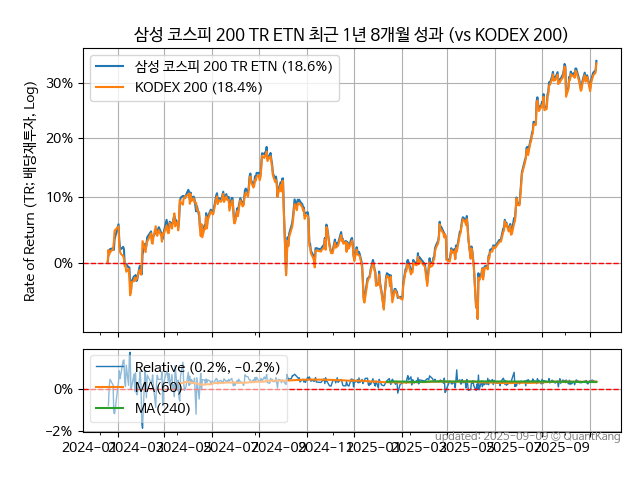 삼성 코스피 200 TR ETN 최근 1년 8개월 성과 (vs KODEX 200)
Rate of Return (TR: 배당재투자, Log)
삼성 코스피 200 TR ETN (18.6%)
KODEX 200 (18.4%)
30%
20%
10%
0%
Relative (0.2%, −0.2%)
MA(60)
MA(240)
0%
−2%
2024-01 2024-03 2024-05 2024-07 2024-09 2024-11 2025-01 2025-03 2025-05 2025-07 2025-09
updated: 2025-09-09 © QuantKang